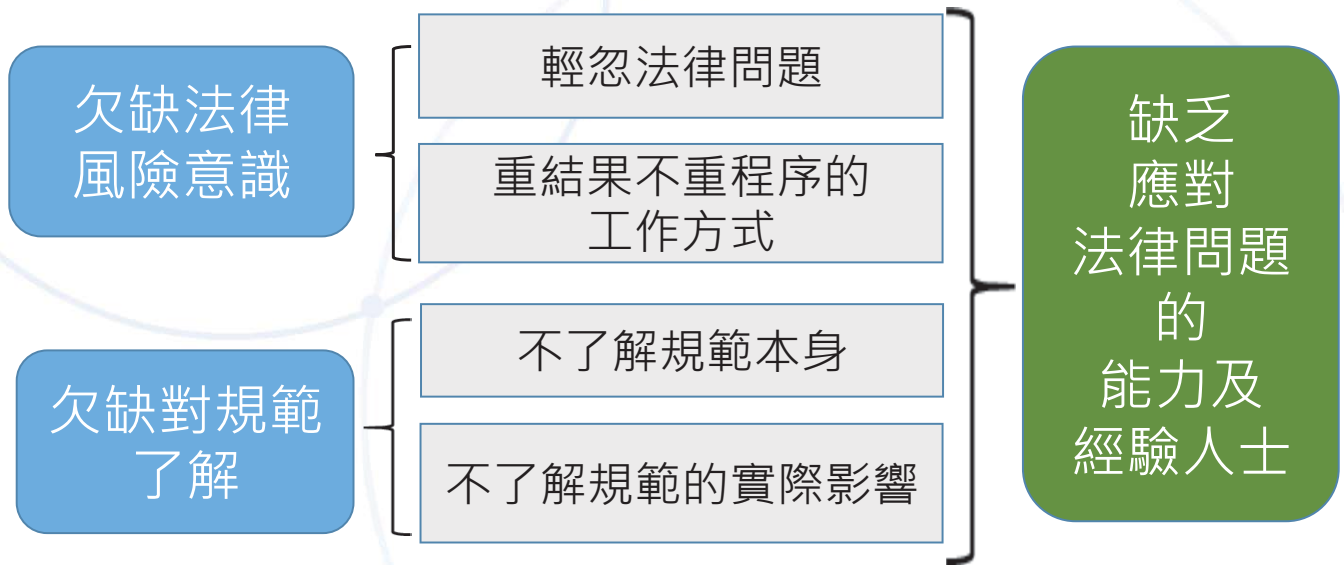 欠缺法律
風險意識
輕忽法律問題
重結果不重程序的
工作方式
欠缺對規範
了解
不了解規範本身
不了解規範的實際影響
缺乏
應對
法律問題
的
能力及
經驗人士